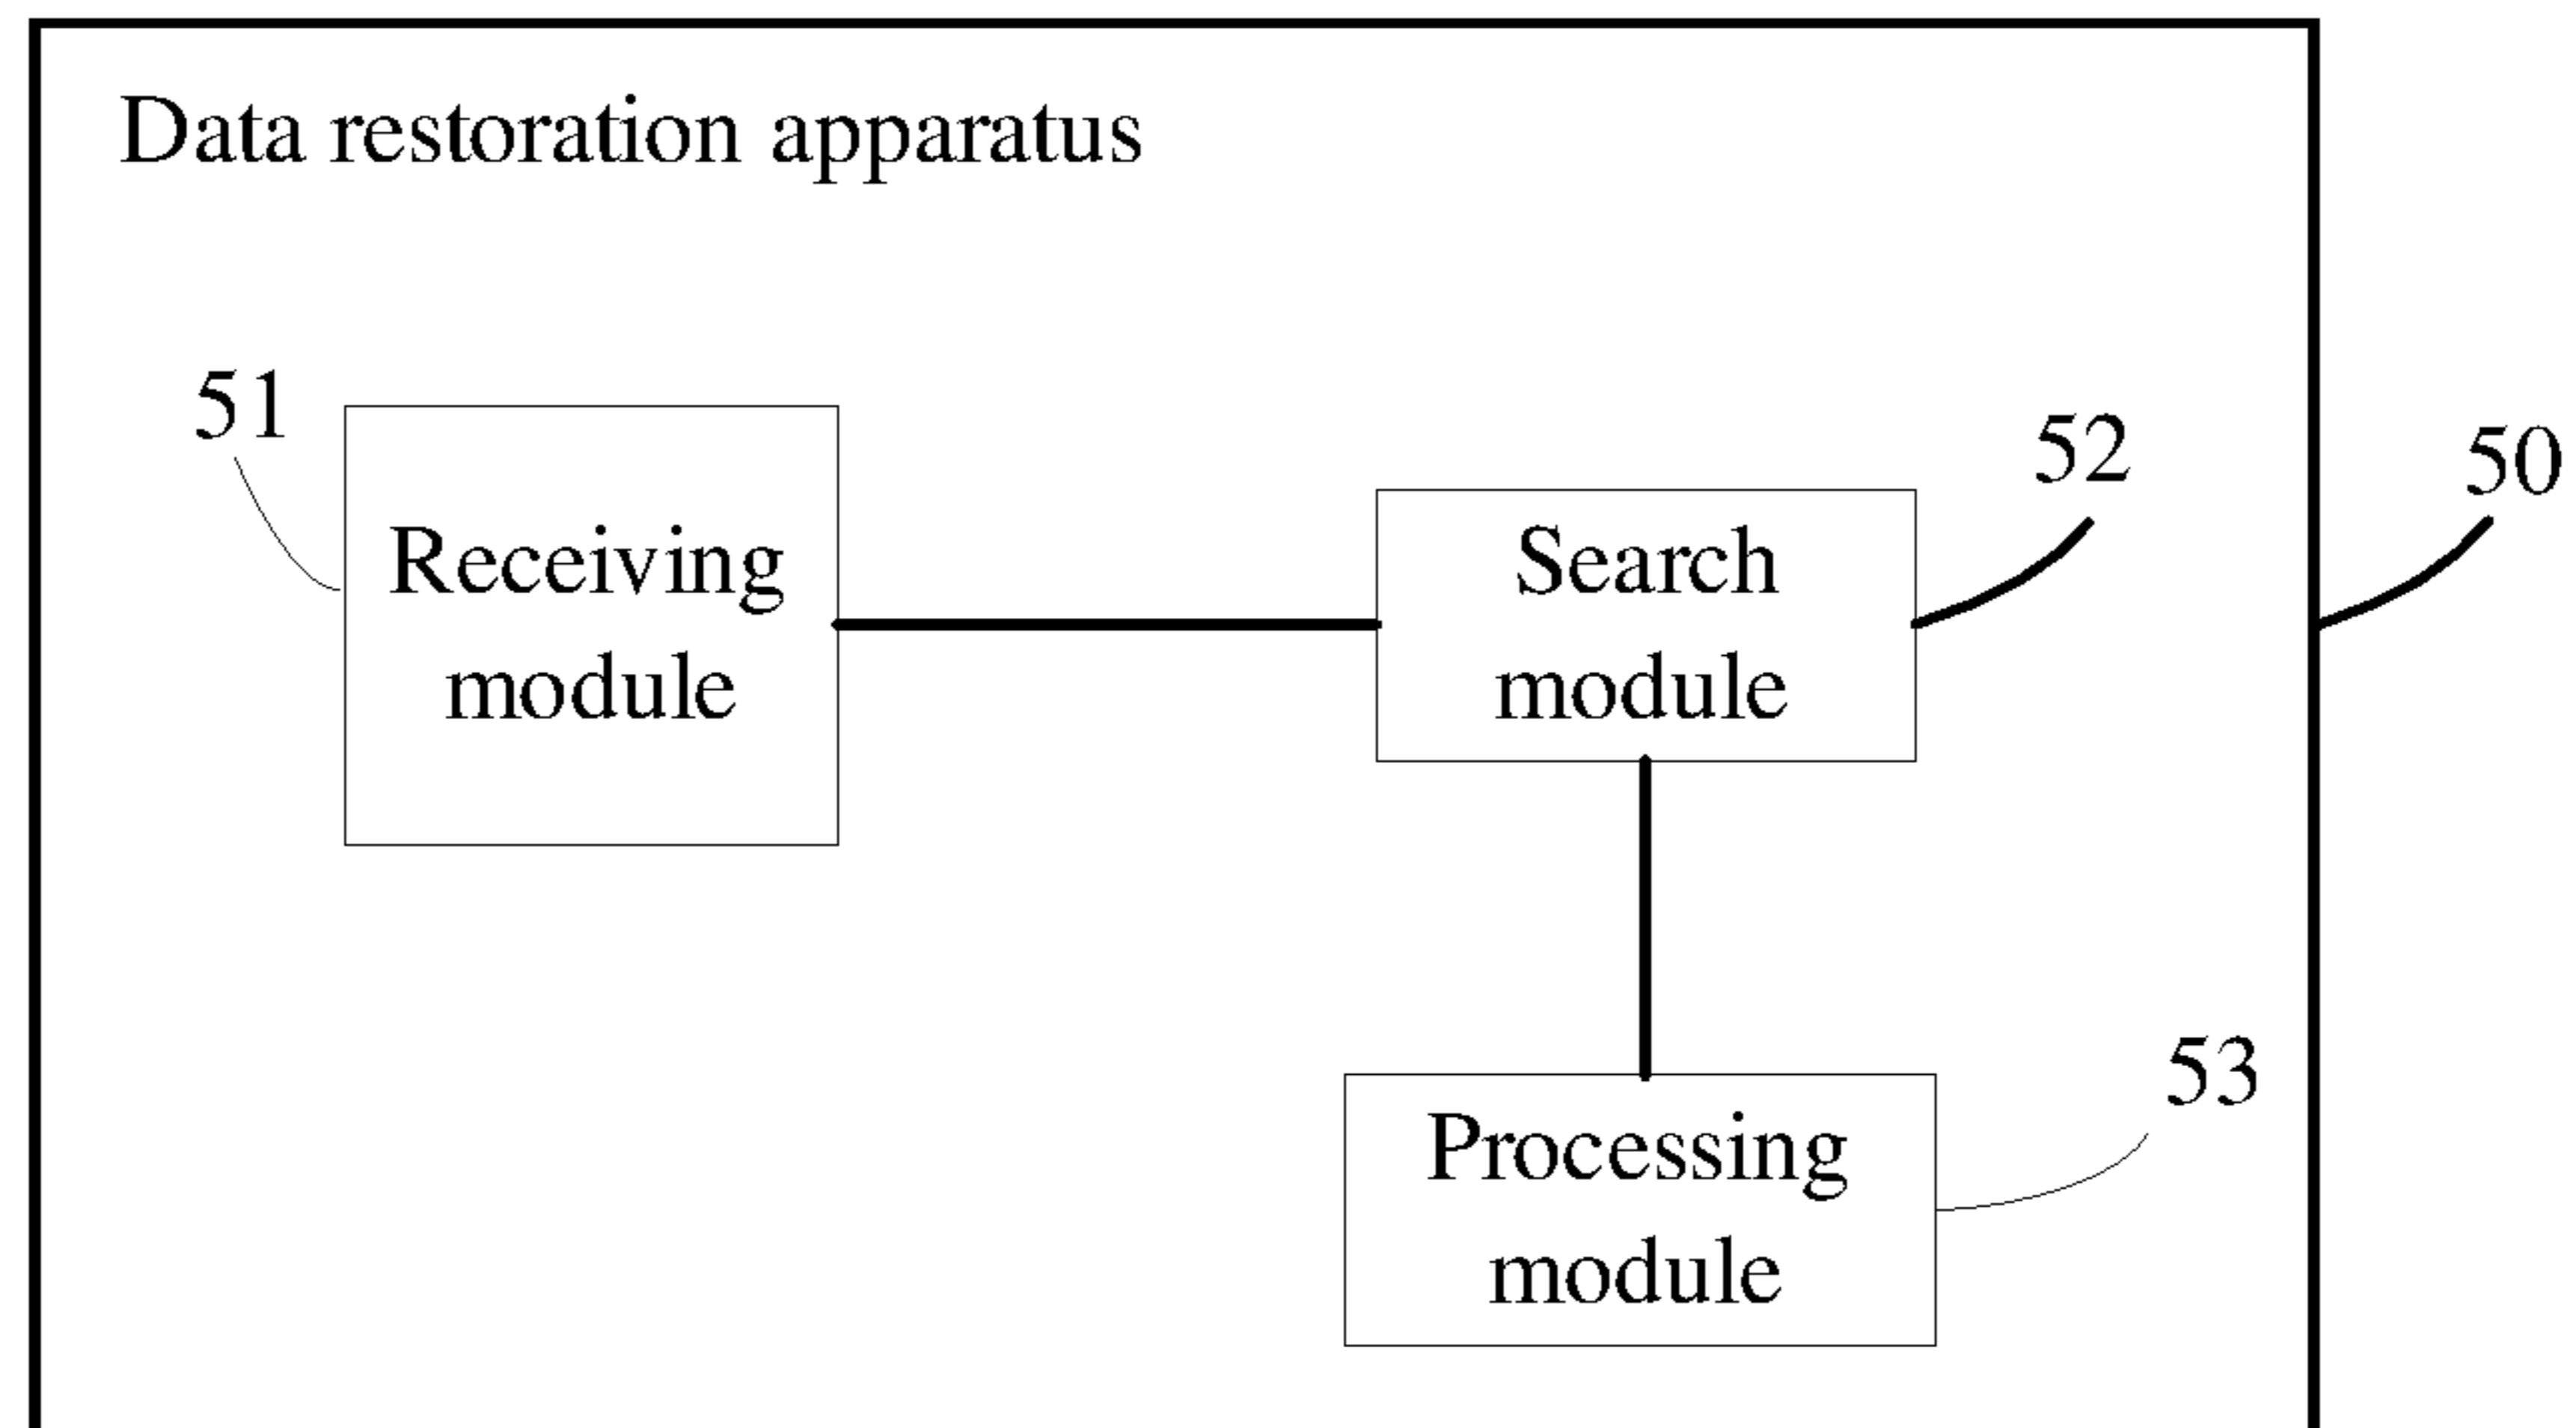 Data restoration apparatus
51
Receiving
module
Search
module
52
50
Processing
module
53